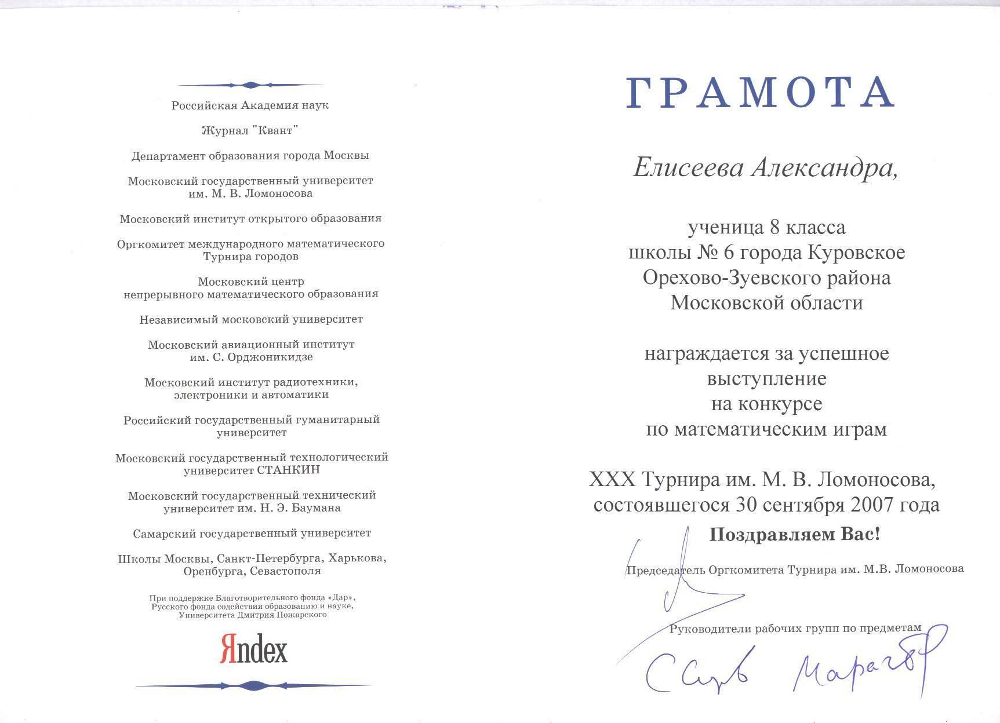 Российская Академия наук
Журнал "Квант"
Департамент образования города Москвы
Московский государственный университет
им. М. В. Ломоносова
Московский институт открытого образования
Оргкомитет международного математического
Турнира городов
Московский центр
непрерывного математического образования
Независимый московский университет
Московский авиационный институт
им. С. Орджоникидзе
Московский институт радиотехники,
электроники и автоматики
Российский государственный гуманитарный
университет
Московский государственный технологический
университет СТАНКИН
Московский государственный технический
университет им. Н. Э. Баумана
Самарский государственный университет
Школы Москвы, Санкт-Петербурга, Харькова,
Оренбурга, Севастополя
При поддержке Благотворительного фонда «Дар»,
Русского фонда содействия образованию и науке,
Университета Дмитрия Пожарского
Яndex
ГРАМОТА
Елисеева Александра,
ученица 8 класса
школы № 6 города Куровское
Орехово-Зуевского района
Московской области
награждается за успешное
выступление
на конкурсе
по математическим играм
XXX Турнира им. М. В. Ломоносова,
состоявшегося 30 сентября 2007 года
Поздравляем Вас!
Председатель Оргкомитета Турнира им. М.В. Ломоносова
Руководители рабочих групп по предметам